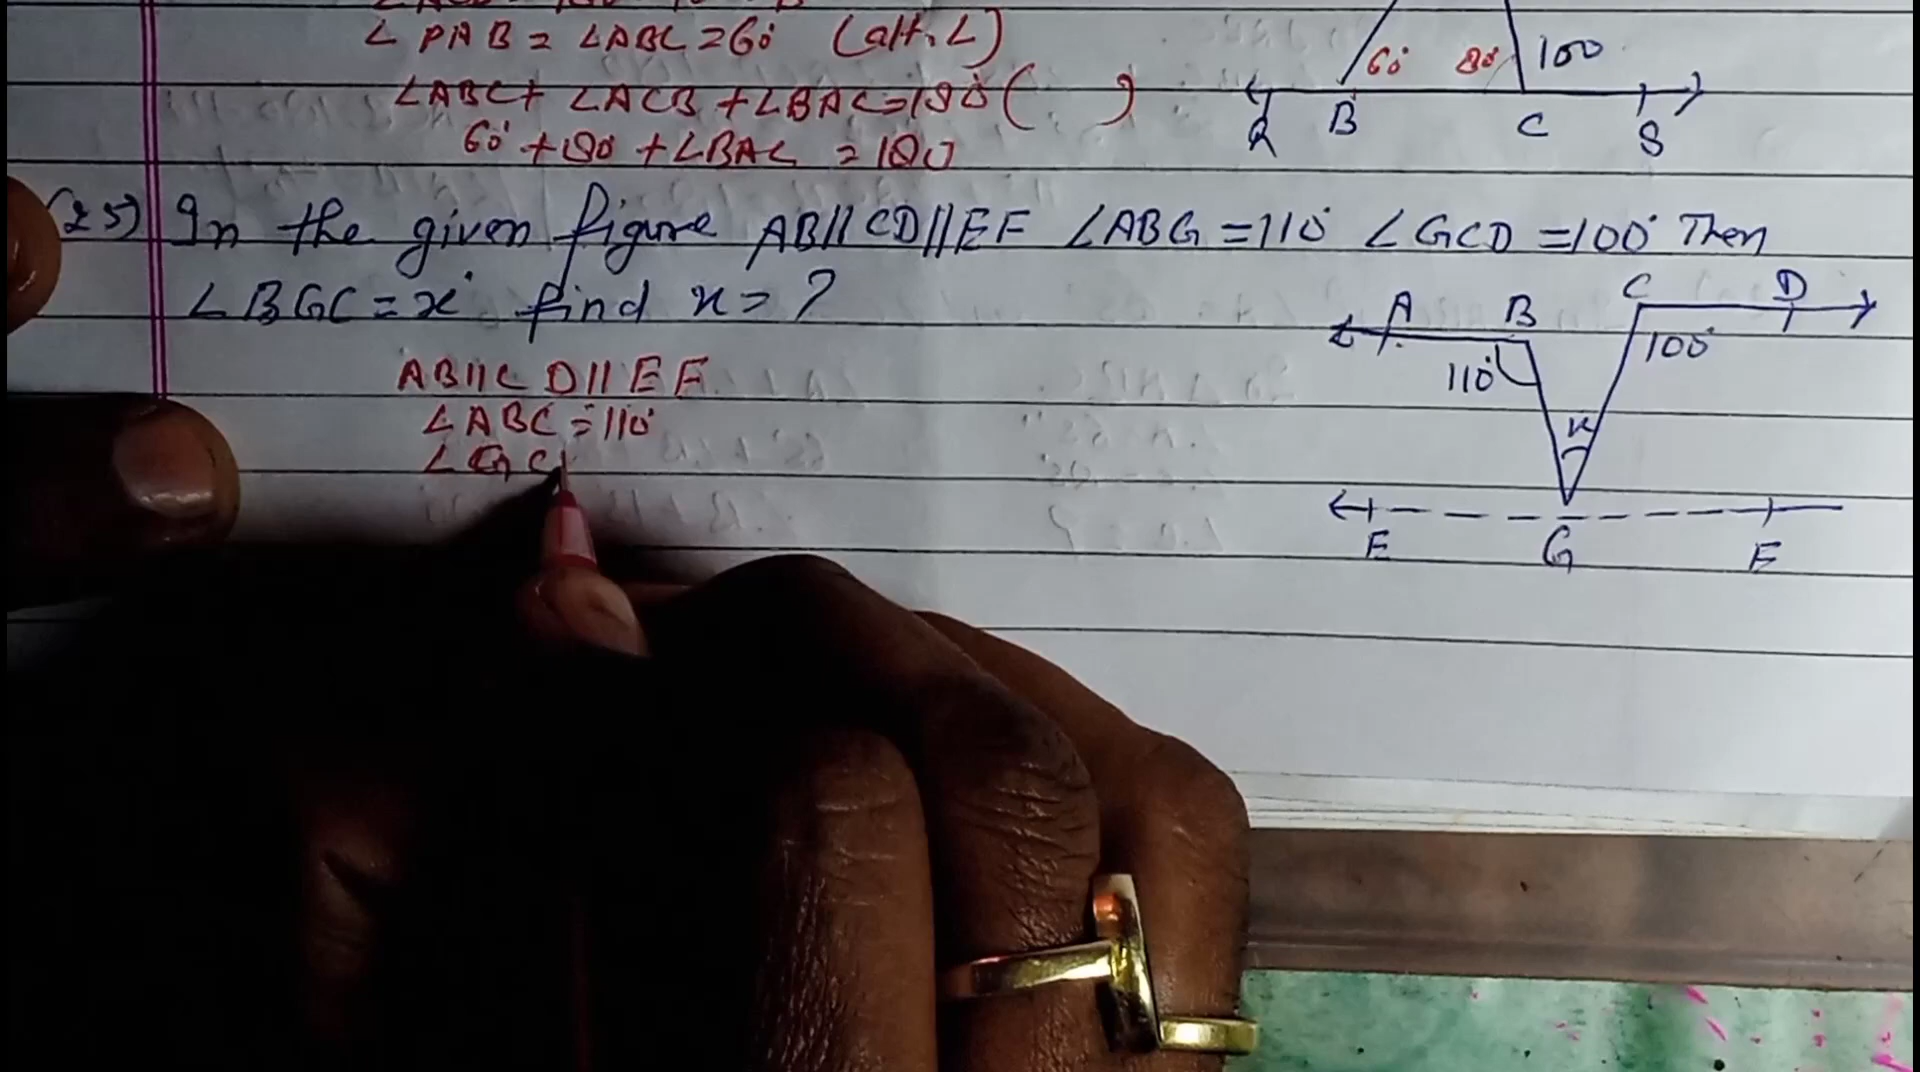 ∠PAB = ∠ABC = 60° (alt. ∠)
∠ABC + ∠ACB + ∠BAC = 180° (      )
60° + 80° + ∠BAC = 180
60° 80° 100
Q B C S
(25) In the given figure AB||CD||EF ∠ABG = 110° ∠GCD = 100° Then
∠BGC = x° find x = ?
A B C D
110° 100°
x
E G F
AB||CD||EF
∠ABC = 110°
∠GC